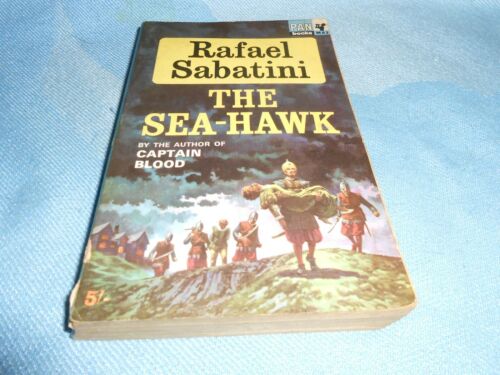 PAN
books
Rafael
Sabatini
THE
SEA-HAWK
BY THE AUTHOR OF
CAPTAIN
BLOOD
5/-